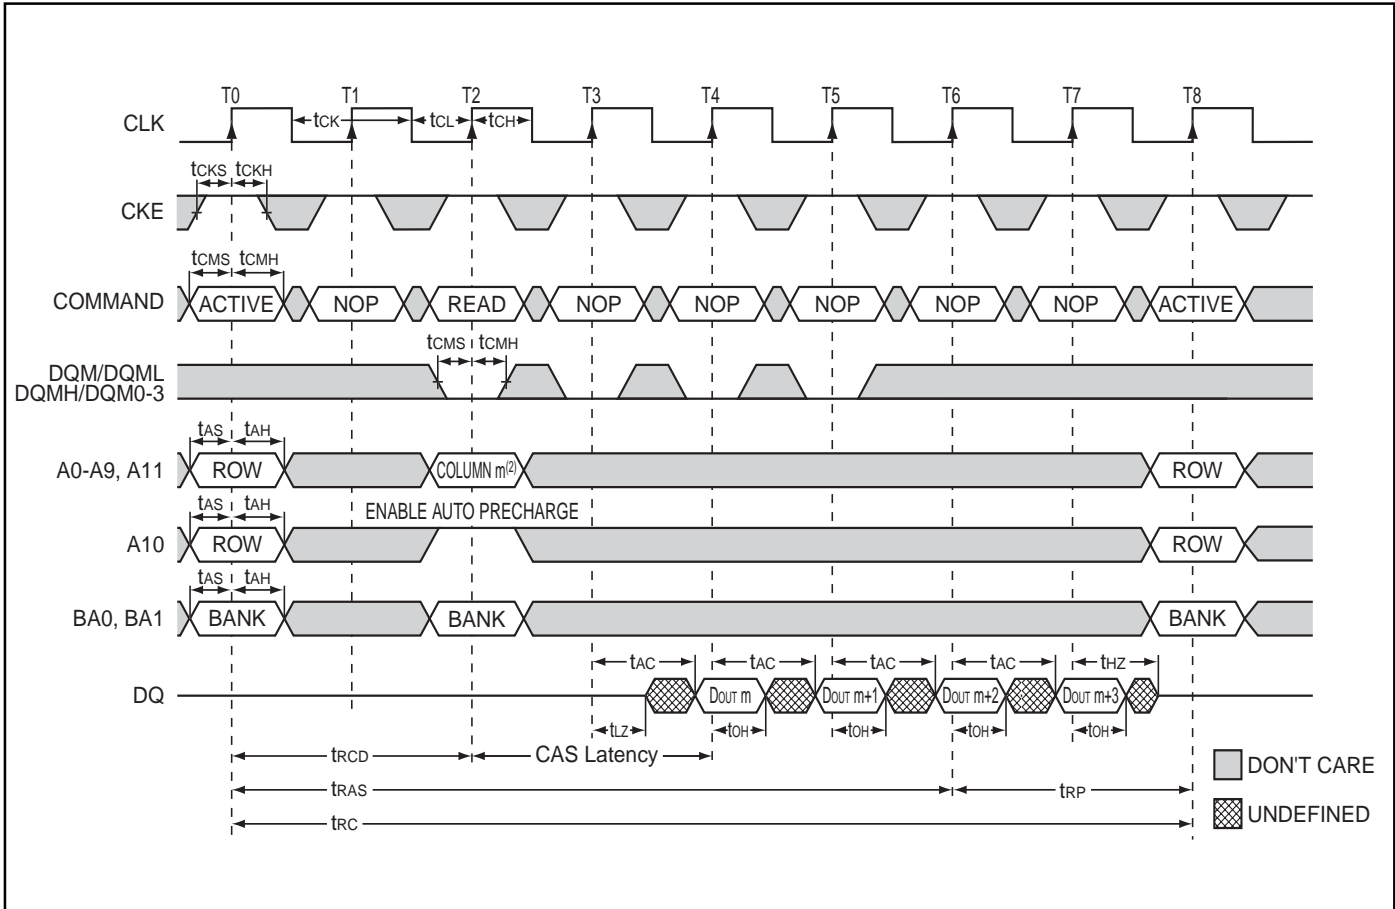 T0 T1 T2 T3 T4 T5 T6 T7 T8
CLK tCK tCL tCH
tCKS tCKH
CKE
tCMS tCMH
COMMAND ACTIVE NOP READ NOP NOP NOP NOP NOP ACTIVE
tCMS tCMH
DQM/DQML
DQMH/DQM0-3
tAS tAH
A0-A9, A11 ROW COLUMN m(2) ROW
tAS tAH ENABLE AUTO PRECHARGE
A10 ROW ROW
tAS tAH
BA0, BA1 BANK BANK BANK
tAC tAC tAC tAC tHZ
DQ DOUT m DOUT m+1 DOUT m+2 DOUT m+3
tLZ tOH tOH tOH tOH
tRCD CAS Latency
DON'T CARE
tRAS tRP
UNDEFINED
tRC